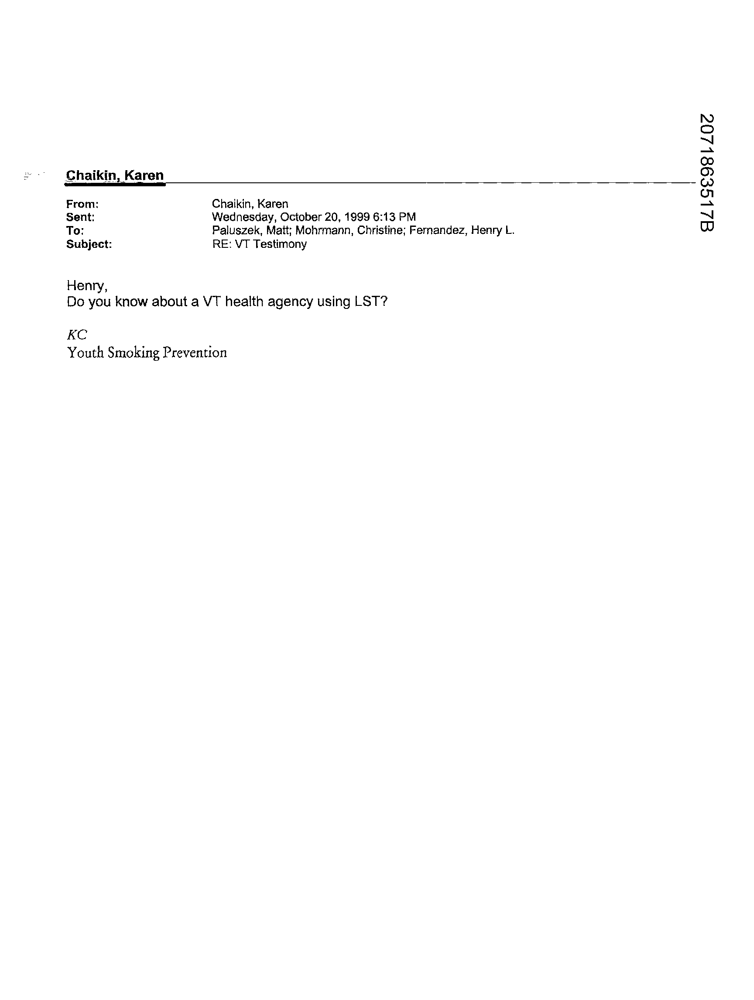 2071863517B
Chaikin, Karen
From: Chaikin, Karen
Sent: Wednesday, October 20, 1999 6:13 PM
To: Paluszek, Matt; Mohrmann, Christine; Fernandez, Henry L.
Subject: RE: VT Testimony
Henry,
Do you know about a VT health agency using LST?
KC
Youth Smoking Prevention